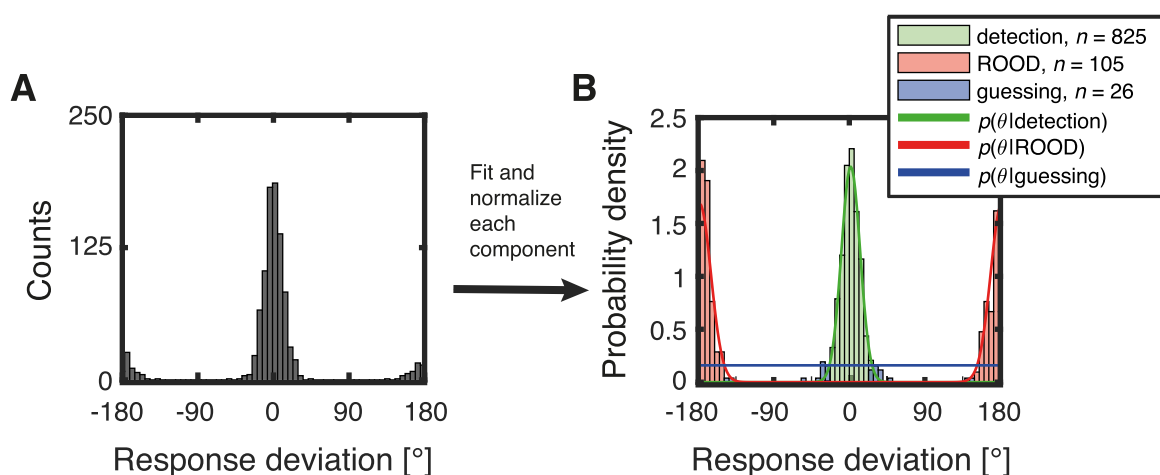 A
250
125
0
Counts
-180
-90
0
90
180
Response deviation [°]
Fit and
normalize
each
component
B
2.5
2
1.5
1
0.5
0
Probability density
-180
-90
0
90
180
Response deviation [°]
detection, n = 825
ROOD, n = 105
guessing, n = 26
p(θ|detection)
p(θ|ROOD)
p(θ|guessing)